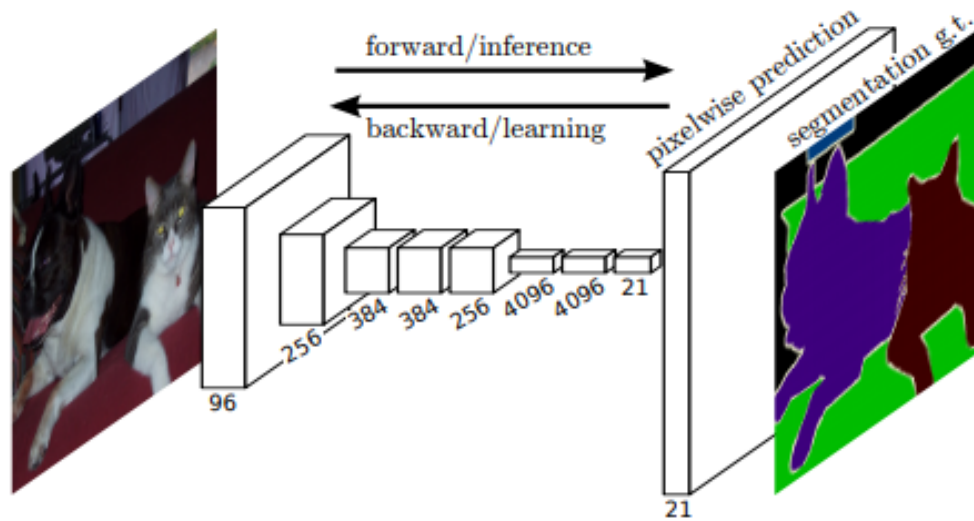 forward/inference
backward/learning
pixelwise prediction
segmentation g.t.
96
256
384
384
256
4096
4096
21
21